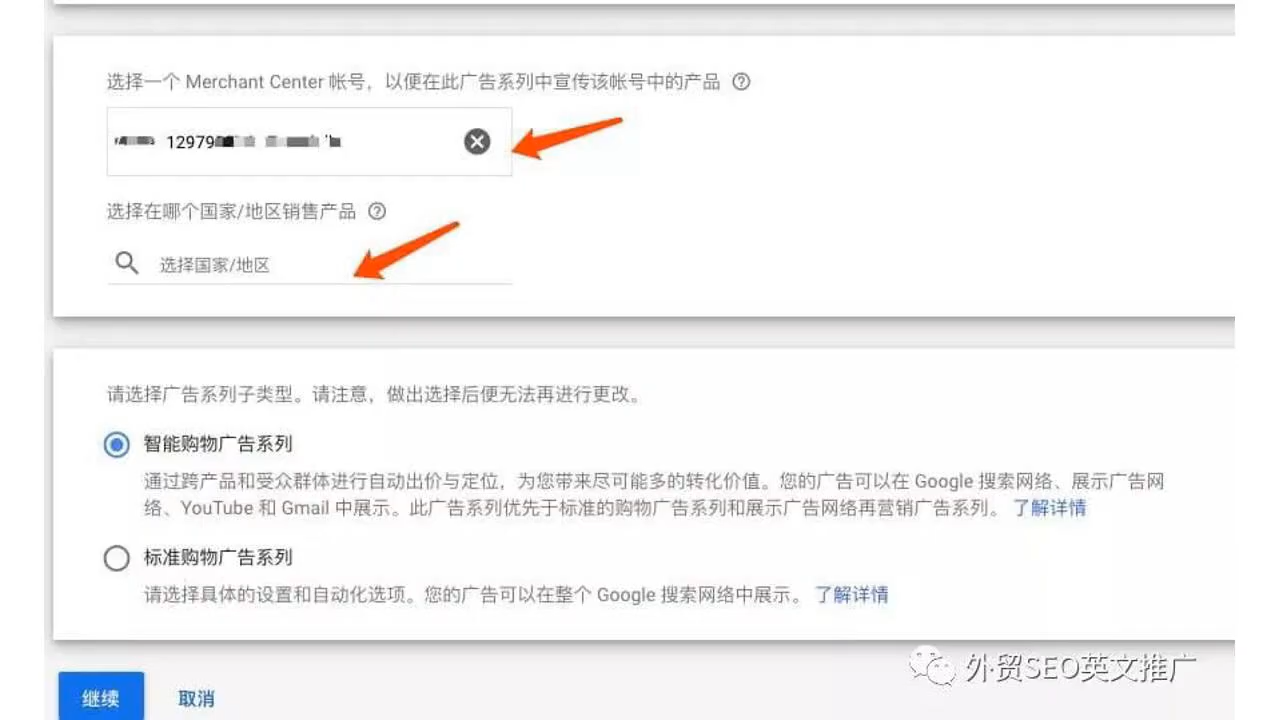 选择一个 Merchant Center 帐号，以便在此广告系列中宣传该帐号中的产品
12979
选择在哪个国家/地区销售产品
选择国家/地区
请选择广告系列子类型。请注意，做出选择后便无法再进行更改。
智能购物广告系列
通过跨产品和受众群体进行自动出价与定位，为您带来尽可能多的转化价值。您的广告可以在 Google 搜索网络、展示广告网
络、YouTube 和 Gmail 中展示。此广告系列优先于标准的购物广告系列和展示广告网络再营销广告系列。 了解详情
标准购物广告系列
请选择具体的设置和自动化选项。您的广告可以在整个 Google 搜索网络中展示。 了解详情
外贸SEO英文推广
继续 取消